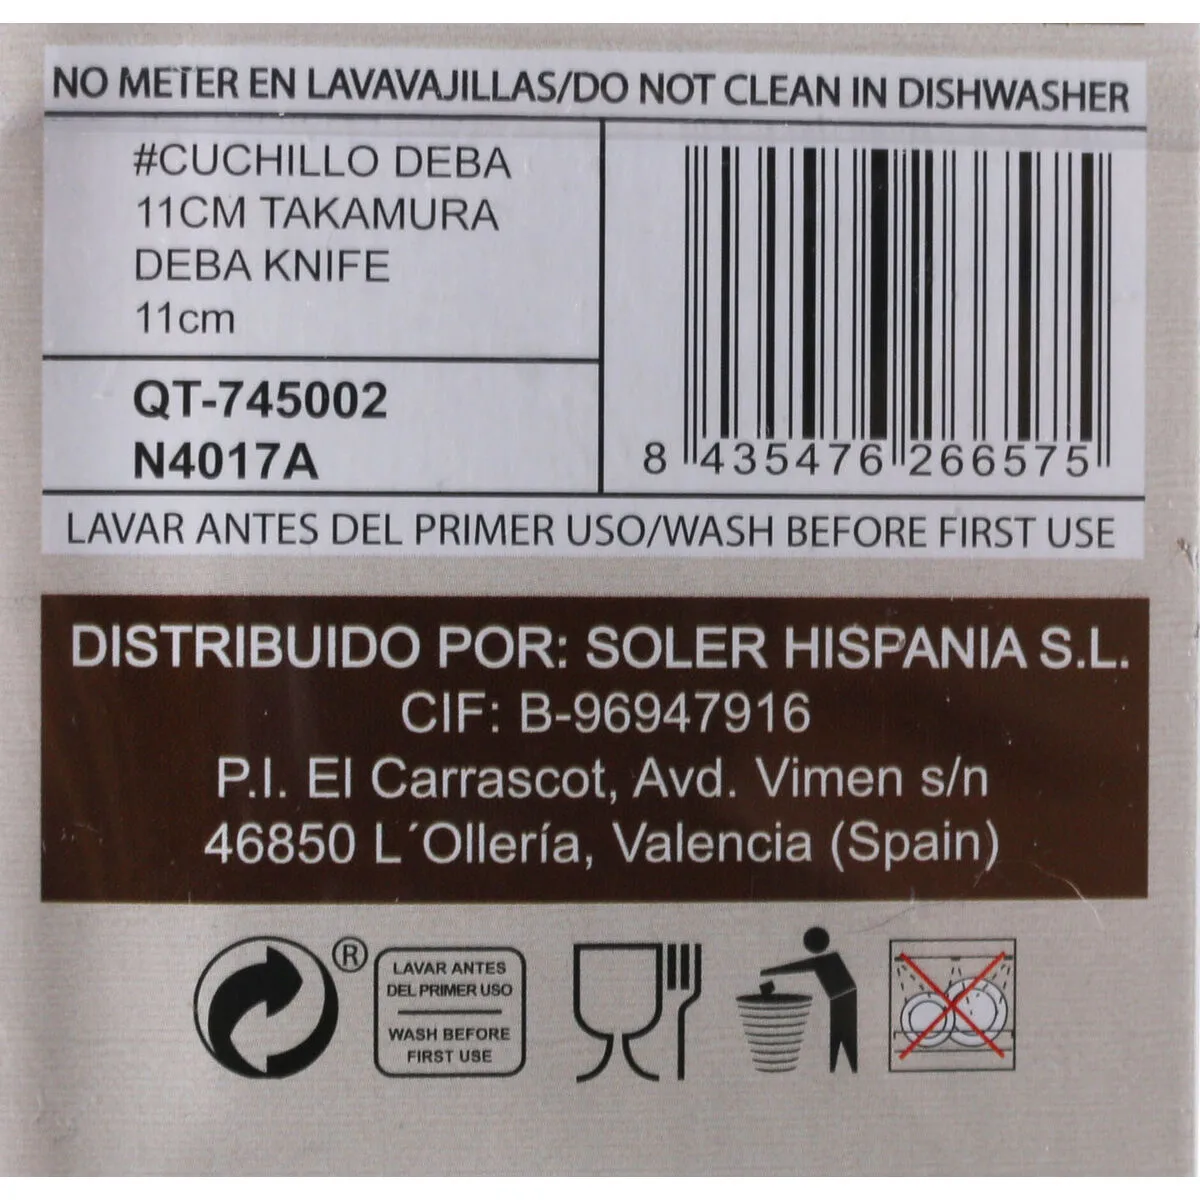 NO METER EN LAVAVAJILLAS/DO NOT CLEAN IN DISHWASHER
#CUCHILLO DEBA
11CM TAKAMURA
DEBA KNIFE
11cm
QT-745002
N4017A
8 435476 266575
LAVAR ANTES DEL PRIMER USO/WASH BEFORE FIRST USE
DISTRIBUIDO POR: SOLER HISPANIA S.L.
CIF: B-96947916
P.I. El Carrascot, Avd. Vimen s/n
46850 L´Ollería, Valencia (Spain)
®
LAVAR ANTES
DEL PRIMER USO
WASH BEFORE
FIRST USE